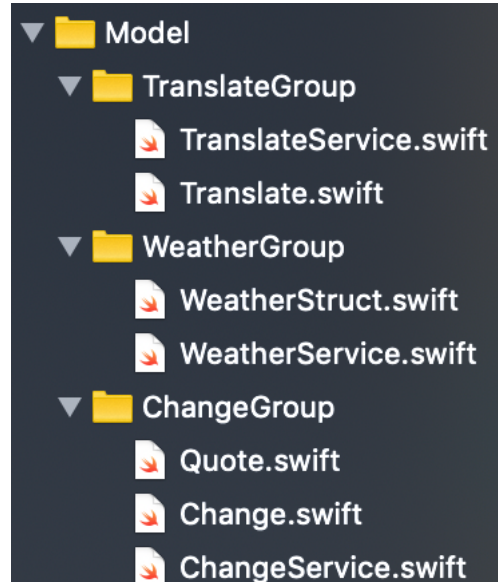 Model
TranslateGroup
TranslateService.swift
Translate.swift
WeatherGroup
WeatherStruct.swift
WeatherService.swift
ChangeGroup
Quote.swift
Change.swift
ChangeService.swift